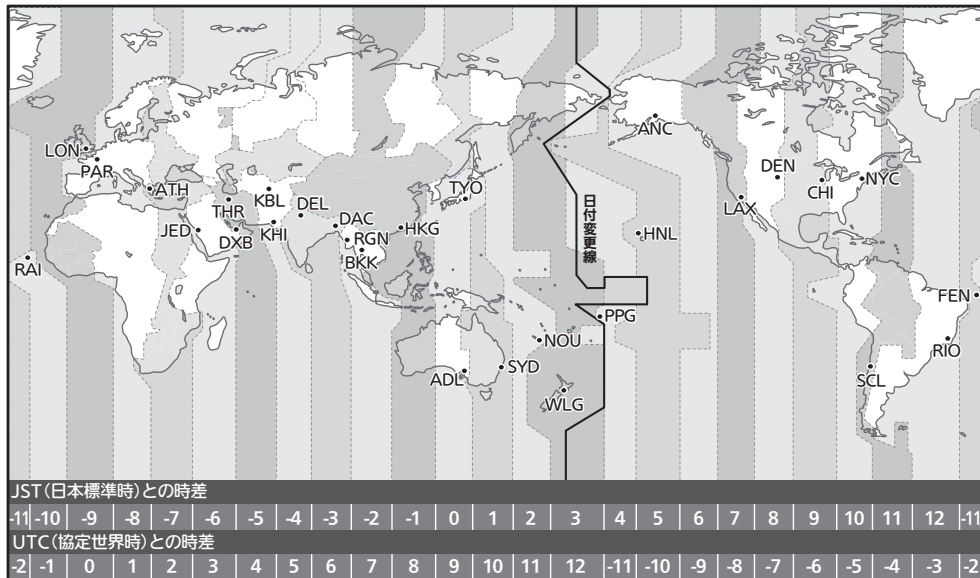 ANC
LON
PAR
DEN
NYC
CHI
ATH
KBL
DEL
TYO
THR
LAX
DAC
JED
DXB
KHI
RGN
HKG
日付変更線
HNL
BKK
RAI
FEN
PPG
NOU
RIO
ADL
SYD
SCL
WLG
JST(日本標準時)との時差
-11 -10 -9 -8 -7 -6 -5 -4 -3 -2 -1 0 1 2 3 4 5 6 7 8 9 10 11 12 -11
UTC(協定世界時)との時差
-2 -1 0 1 2 3 4 5 6 7 8 9 10 11 12 -11 -10 -9 -8 -7 -6 -5 -4 -3 -2